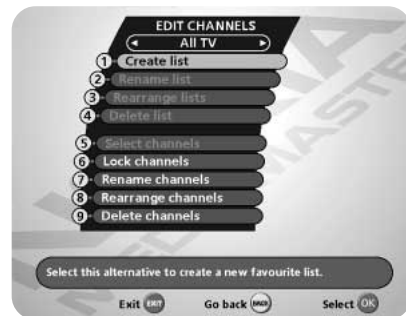 EDIT CHANNELS
All TV
1 Create list
2 Rename list
3 Rearrange lists
4 Delete list
5 Select channels
6 Lock channels
7 Rename channels
8 Rearrange channels
9 Delete channels
Select this alternative to create a new favourite list.
Exit EXIT Go back BACK Select OK